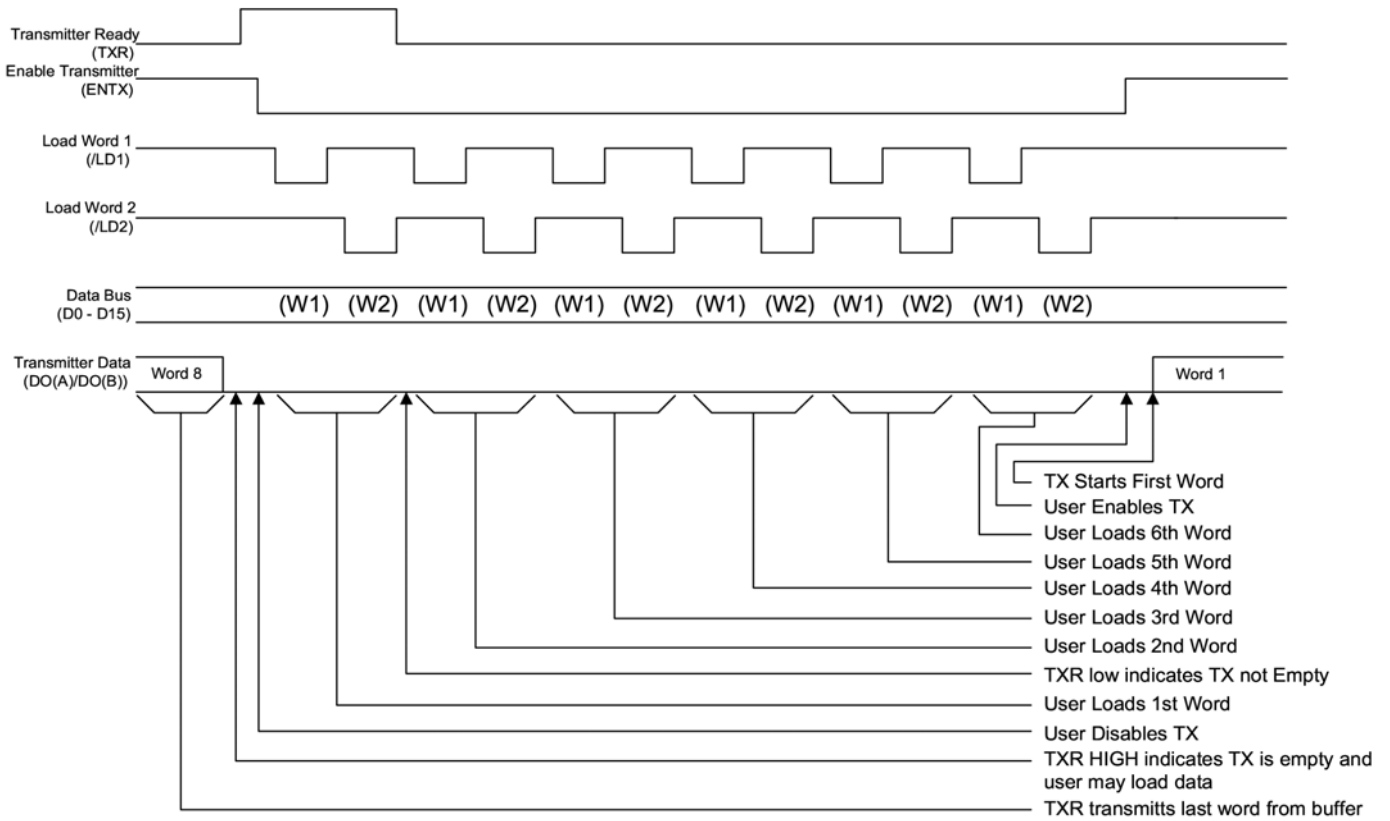 Transmitter Ready
(TXR)
Enable Transmitter
(ENTX)
Load Word 1
(/LD1)
Load Word 2
(/LD2)
Data Bus
(D0 - D15)
(W1) (W2) (W1) (W2) (W1) (W2) (W1) (W2) (W1) (W2) (W1) (W2)
Transmitter Data
(DO(A)/DO(B))
Word 8
Word 1
TX Starts First Word
User Enables TX
User Loads 6th Word
User Loads 5th Word
User Loads 4th Word
User Loads 3rd Word
User Loads 2nd Word
TXR low indicates TX not Empty
User Loads 1st Word
User Disables TX
TXR HIGH indicates TX is empty and
user may load data
TXR transmitts last word from buffer